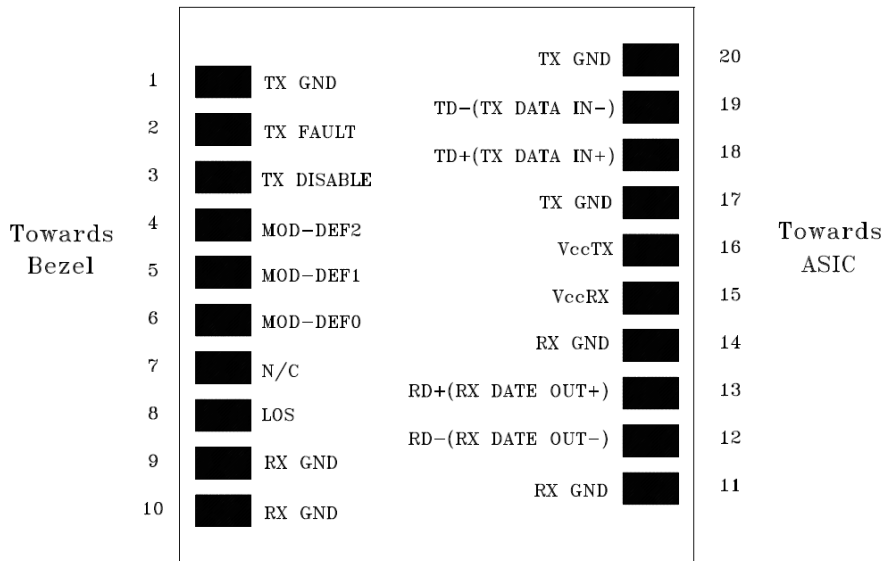 Towards
Bezel
1 TX GND
2 TX FAULT
3 TX DISABLE
4 MOD-DEF2
5 MOD-DEF1
6 MOD-DEF0
7 N/C
8 LOS
9 RX GND
10 RX GND
TX GND 20
TD-(TX DATA IN-) 19
TD+(TX DATA IN+) 18
TX GND 17
VccTX 16
VccRX 15
RX GND 14
RD+(RX DATE OUT+) 13
RD-(RX DATE OUT-) 12
RX GND 11
Towards
ASIC